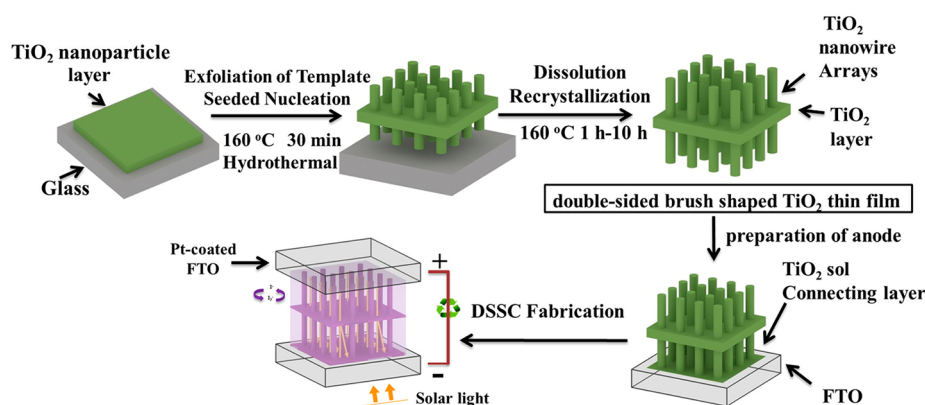 TiO2 nanoparticle
layer
Glass
Exfoliation of Template
Seeded Nucleation
160 oC 30 min
Hydrothermal
Dissolution
Recrystallization
160 oC 1 h-10 h
TiO2
nanowire
Arrays
TiO2
layer
double-sided brush shaped TiO2 thin film
preparation of anode
TiO2 sol
Connecting layer
FTO
DSSC Fabrication
Pt-coated
FTO
+
-
Solar light